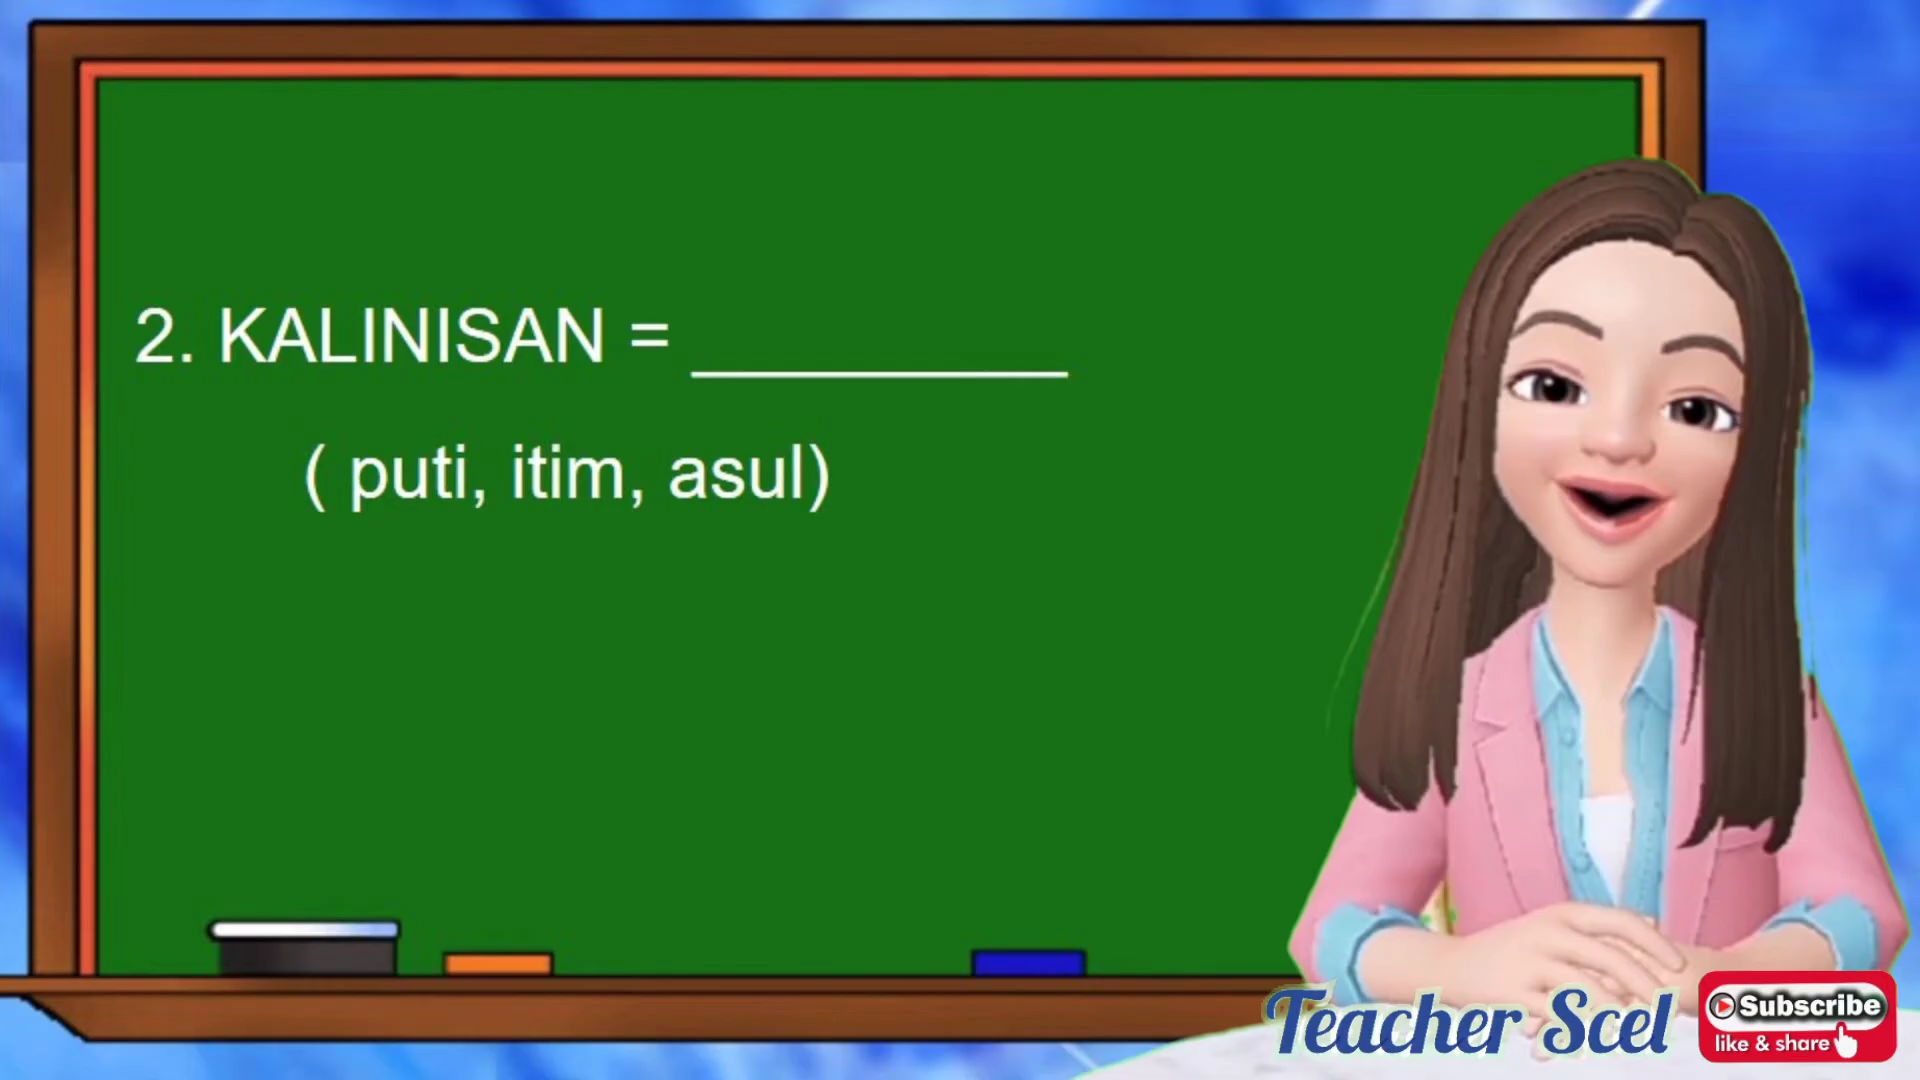 2. KALINISAN = __________
( puti, itim, asul)
Teacher Scel
Subscribe
like & share